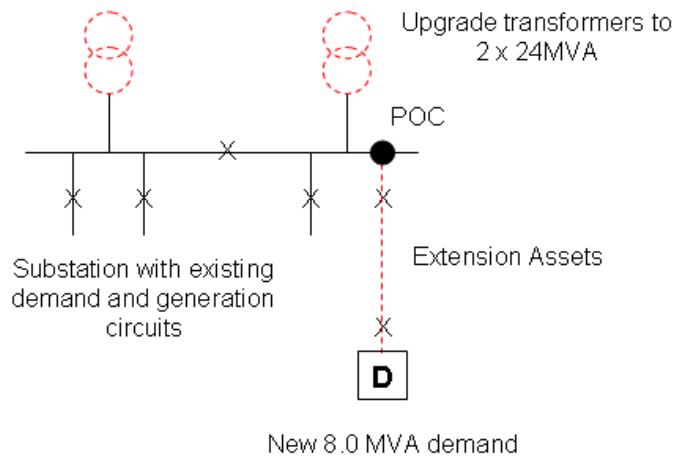 Upgrade transformers to
2 x 24MVA
POC
Extension Assets
Substation with existing
demand and generation
circuits
D
New 8.0 MVA demand